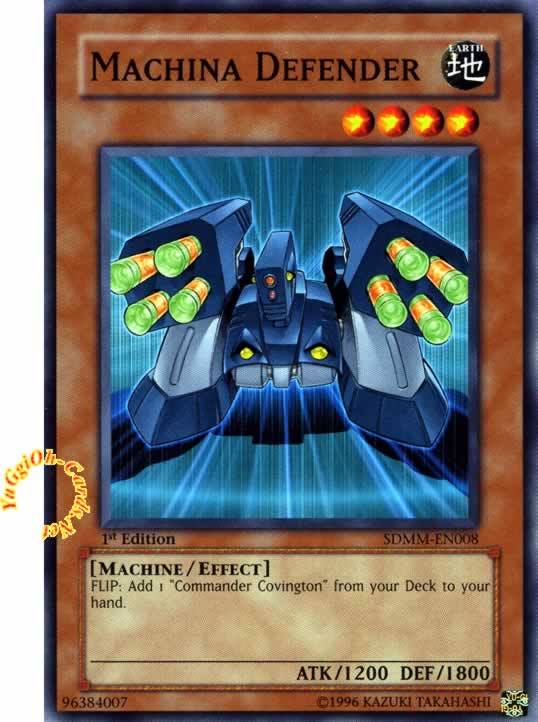 MACHINA DEFENDER
EARTH
地
1st Edition
SDMM-EN008
[MACHINE/EFFECT]
FLIP: Add 1 "Commander Covington" from your Deck to your
hand.
ATK/1200 DEF/1800
96384007
©1996 KAZUKI TAKAHASHI
YuGgiOh-Cards.Net